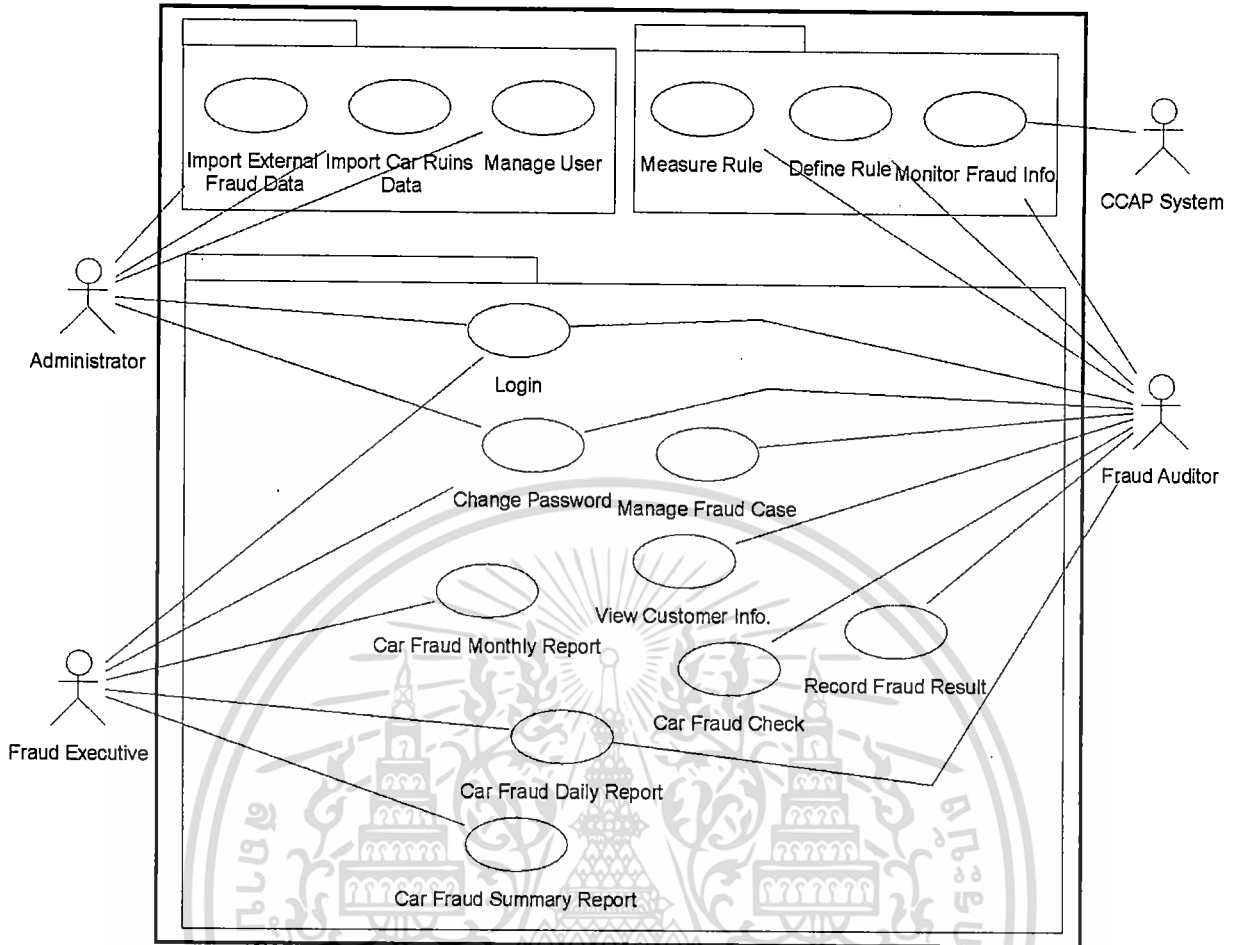 Import External Import Car Ruins Manage User
Fraud Data Data
Measure Rule Define Rule Monitor Fraud Info
CCAP System
Administrator
Login
Change Password Manage Fraud Case
Fraud Auditor
View Customer Info.
Car Fraud Monthly Report
Record Fraud Result
Car Fraud Check
Fraud Executive
Car Fraud Daily Report
Car Fraud Summary Report